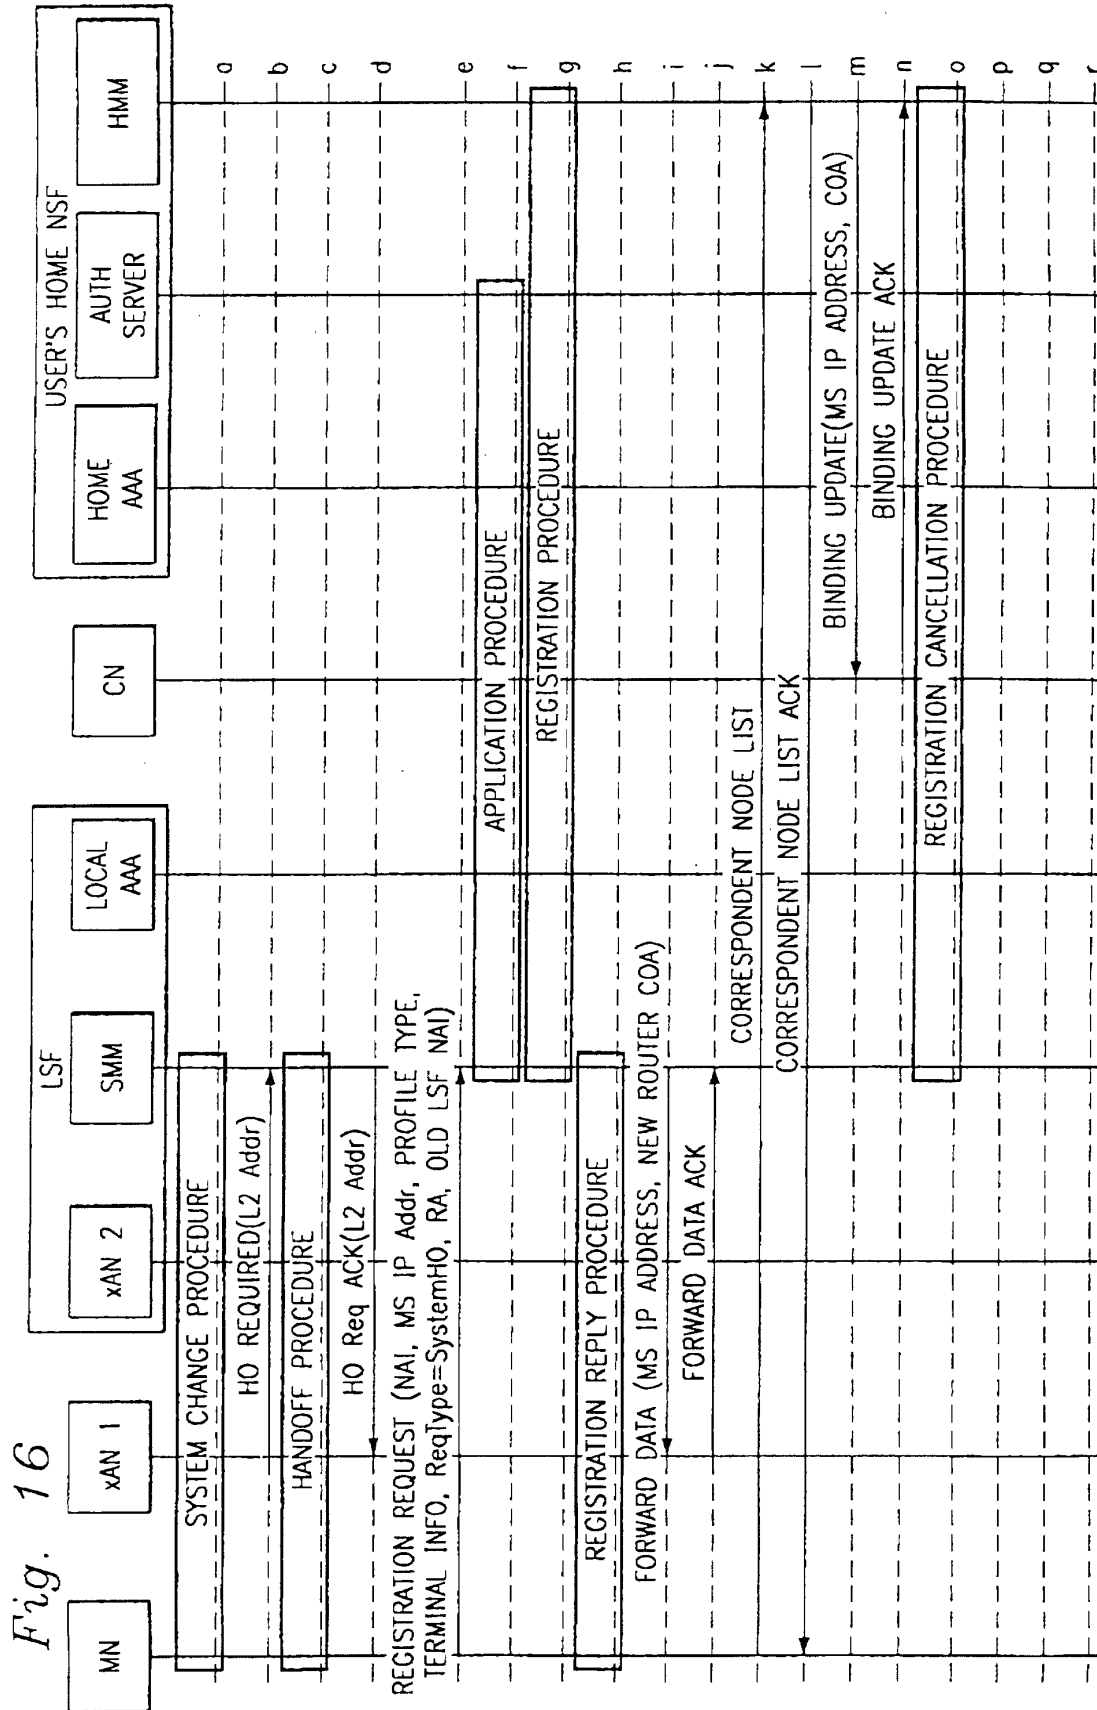 Fig. 16
LSF
USER'S HOME NSF
MN
xAN 1
xAN 2
SMM
LOCAL
AAA
CN
HOME
AAA
AUTH
SERVER
HMM
SYSTEM CHANGE PROCEDURE
a
HO REQUIRED(L2 Addr)
b
HANDOFF PROCEDURE
c
HO Req ACK(L2 Addr)
d
REGISTRATION REQUEST (NAI, MS IP Addr, PROFILE TYPE,
TERMINAL INFO, ReqType=SystemHO, RA, OLD LSF NAI)
e
APPLICATION PROCEDURE
f
REGISTRATION PROCEDURE
g
REGISTRATION REPLY PROCEDURE
h
FORWARD DATA (MS IP ADDRESS, NEW ROUTER COA)
i
FORWARD DATA ACK
j
CORRESPONDENT NODE LIST
k
CORRESPONDENT NODE LIST ACK
l
BINDING UPDATE(MS IP ADDRESS, COA)
m
BINDING UPDATE ACK
n
REGISTRATION CANCELLATION PROCEDURE
o
p
q
r